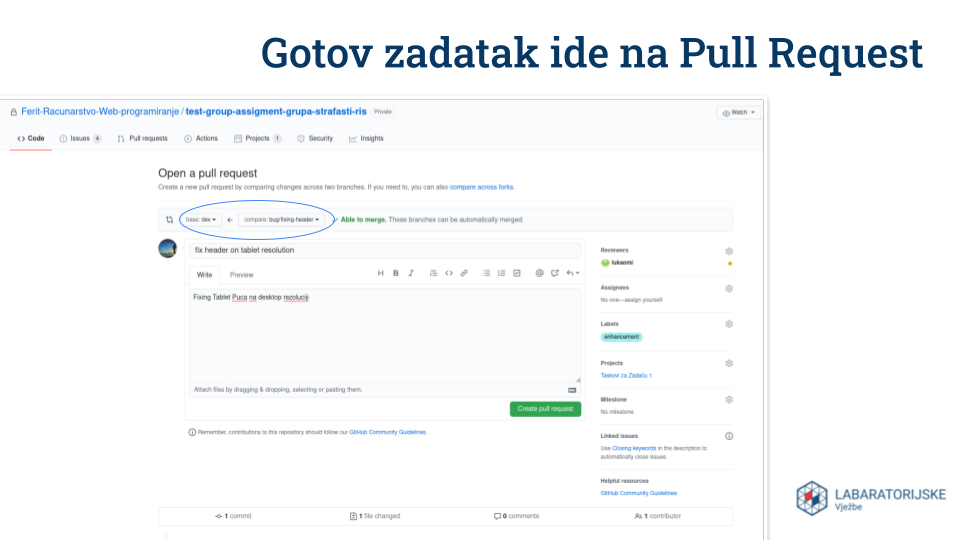 Gotov zadatak ide na Pull Request
Ferit-Racunarstvo-Web-programiranje / test-group-assigment-grupa-strafasti-ris Private
Watch
Code Issues 4 Pull requests Actions Projects 1 Security Insights
Open a pull request
Create a new pull request by comparing changes across two branches. If you need to, you can also compare across forks.
base: dev ← compare: bug/fixing-header ✓ Able to merge. These branches can be automatically merged.
fix header on tablet resolution
Write Preview
Fixing Tablet Puca na desktop rezoluciji
Attach files by dragging & dropping, selecting or pasting them.
Create pull request
Remember, contributions to this repository should follow our GitHub Community Guidelines.
Reviewers
lukaomi
Assignees
No one—assign yourself
Labels
enhancement
Projects
Taskovi za Zadaću 1
Milestone
No milestone
Linked issues
Use Closing keywords in the description to
automatically close issues
Helpful resources
GitHub Community Guidelines
1 commit 1 file changed 0 comments 1 contributor
LABARATORIJSKE
Vježbe